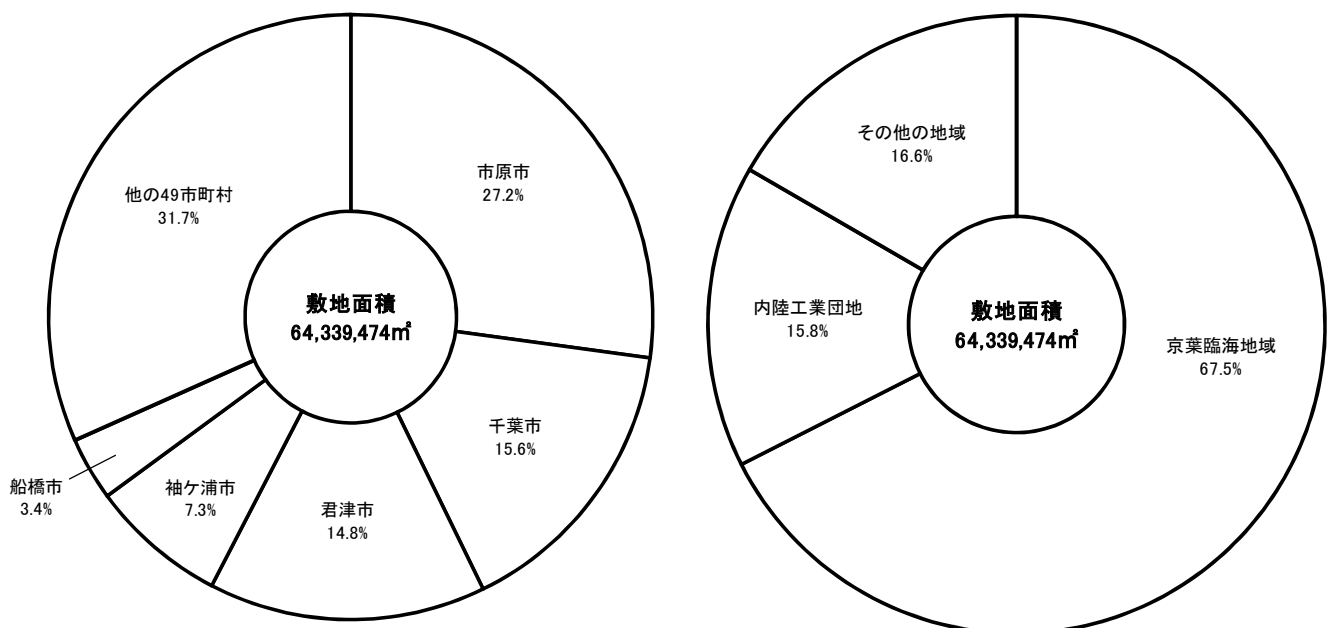 市原市
27.2%
千葉市
15.6%
君津市
14.8%
袖ケ浦市
7.3%
船橋市
3.4%
他の49市町村
31.7%
敷地面積
64,339,474㎡
京葉臨海地域
67.5%
内陸工業団地
15.8%
その他の地域
16.6%
敷地面積
64,339,474㎡